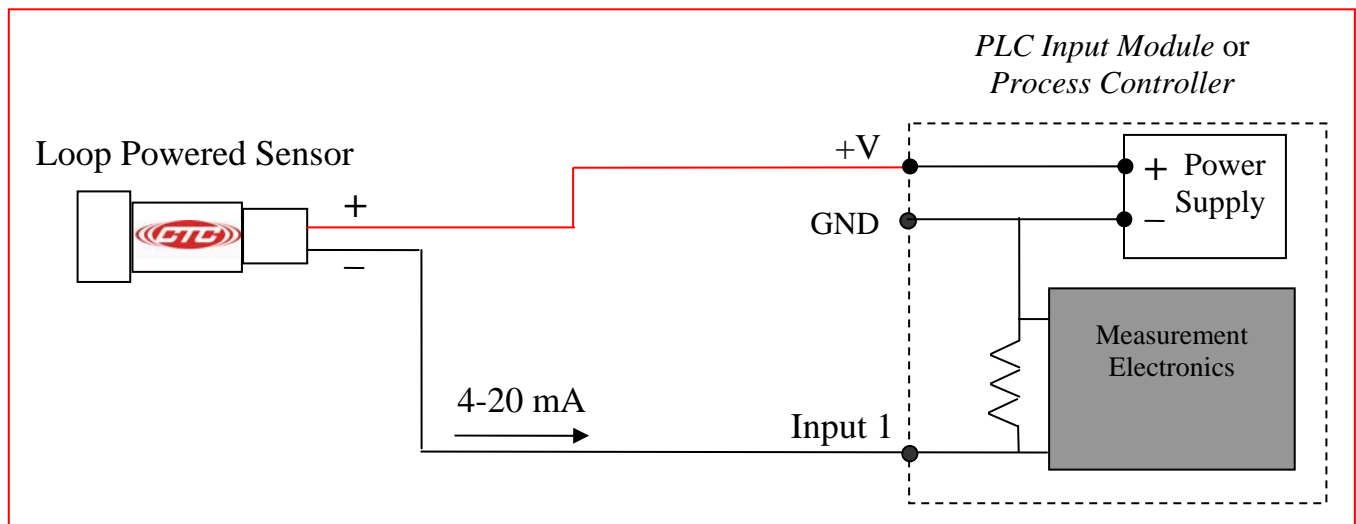 PLC Input Module or
Process Controller
Loop Powered Sensor
CTC
+
−
+V
GND
+ Power
Supply
−
Measurement
Electronics
4-20 mA
Input 1